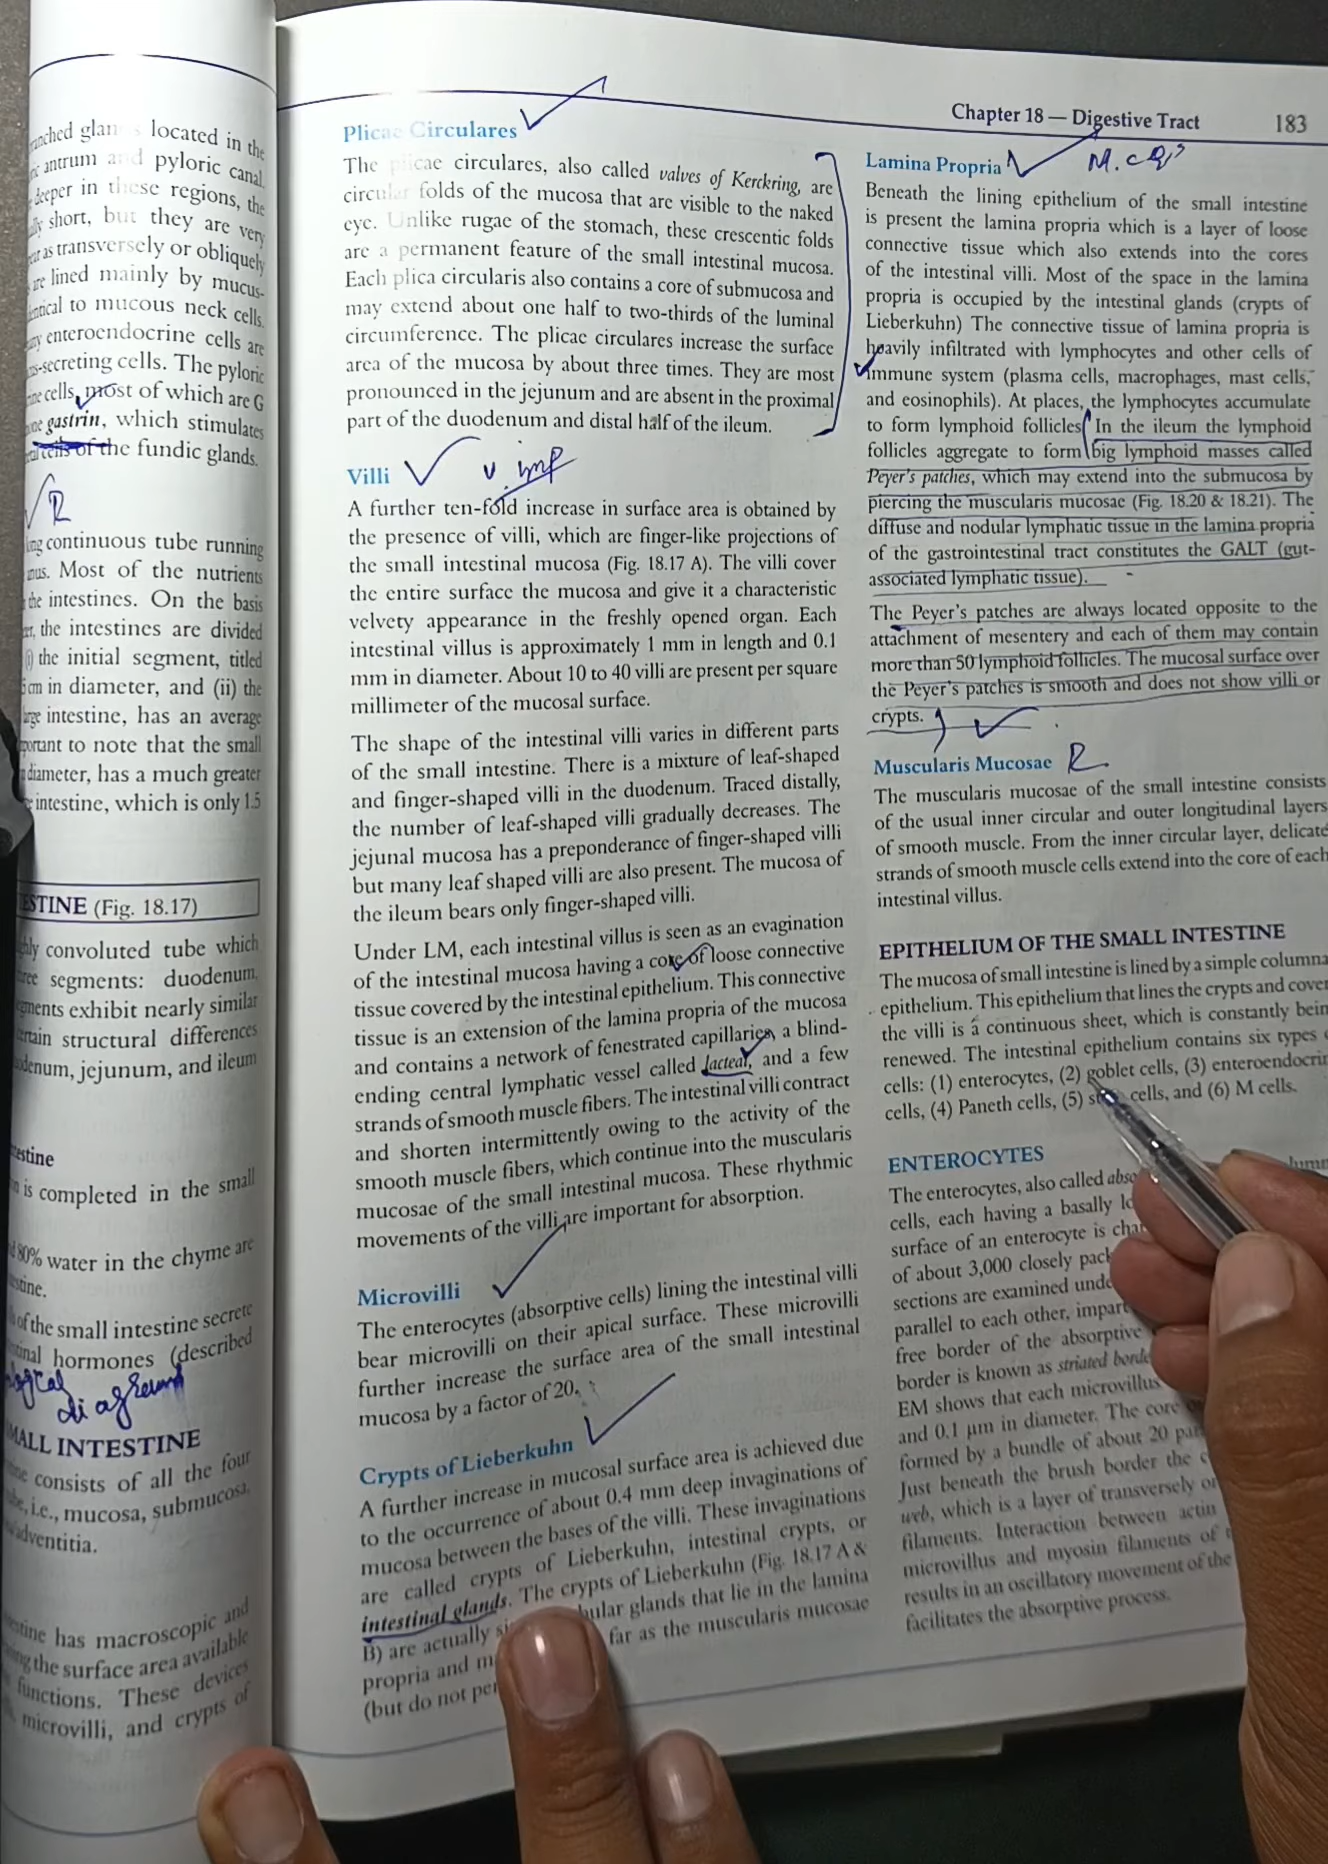 located in the
antrum and pyloric canal.
deeper in these regions, the
short, but they are very
as transversely or obliquely
are lined mainly by mucus-
to mucous neck cells.
enteroendocrine cells are
secreting cells. The pyloric
cells, most of which are G
gastrin, which stimulates
cells of the fundic glands.
R
continuous tube running
Most of the nutrients
the intestines. On the basis
the intestines are divided
(i) the initial segment, titled
cm in diameter, and (ii) the
intestine, has an average
to note that the small
diameter, has a much greater
intestine, which is only 1.5
(Fig. 18.17)
convoluted tube which
segments: duodenum,
exhibit nearly similar
structural differences
jejunum, and ileum
is completed in the small
80% water in the chyme are
of the small intestine secrete
hormones (described
SMALL INTESTINE
consists of all the four
i.e., mucosa, submucosa,
adventitia.
has macroscopic and
the surface area available
functions. These devices
microvilli, and crypts of
Chapter 18 — Digestive Tract 183
Plicae Circulares
The plicae circulares, also called valves of Kerckring, are
circular folds of the mucosa that are visible to the naked
eye. Unlike rugae of the stomach, these crescentic folds
are a permanent feature of the small intestinal mucosa.
Each plica circularis also contains a core of submucosa and
may extend about one half to two-thirds of the luminal
circumference. The plicae circulares increase the surface
area of the mucosa by about three times. They are most
pronounced in the jejunum and are absent in the proximal
part of the duodenum and distal half of the ileum.
Villi v. imp
A further ten-fold increase in surface area is obtained by
the presence of villi, which are finger-like projections of
the small intestinal mucosa (Fig. 18.17 A). The villi cover
the entire surface the mucosa and give it a characteristic
velvety appearance in the freshly opened organ. Each
intestinal villus is approximately 1 mm in length and 0.1
mm in diameter. About 10 to 40 villi are present per square
millimeter of the mucosal surface.
The shape of the intestinal villi varies in different parts
of the small intestine. There is a mixture of leaf-shaped
and finger-shaped villi in the duodenum. Traced distally,
the number of leaf-shaped villi gradually decreases. The
jejunal mucosa has a preponderance of finger-shaped villi
but many leaf shaped villi are also present. The mucosa of
the ileum bears only finger-shaped villi.
Under LM, each intestinal villus is seen as an evagination
of the intestinal mucosa having a core of loose connective
tissue covered by the intestinal epithelium. This connective
tissue is an extension of the lamina propria of the mucosa
and contains a network of fenestrated capillaries, a blind-
ending central lymphatic vessel called lacteal, and a few
strands of smooth muscle fibers. The intestinal villi contract
and shorten intermittently owing to the activity of the
smooth muscle fibers, which continue into the muscularis
mucosae of the small intestinal mucosa. These rhythmic
movements of the villi are important for absorption.
Microvilli
The enterocytes (absorptive cells) lining the intestinal villi
bear microvilli on their apical surface. These microvilli
further increase the surface area of the small intestinal
mucosa by a factor of 20.
Crypts of Lieberkuhn
A further increase in mucosal surface area is achieved due
to the occurrence of about 0.4 mm deep invaginations of
mucosa between the bases of the villi. These invaginations
are called crypts of Lieberkuhn, intestinal crypts, or
intestinal glands. The crypts of Lieberkuhn (Fig. 18.17 A &
B) are actually glands that lie in the lamina
propria and far as the muscularis mucosae
(but do not
Lamina Propria M.cQ's
Beneath the lining epithelium of the small intestine
is present the lamina propria which is a layer of loose
connective tissue which also extends into the cores
of the intestinal villi. Most of the space in the lamina
propria is occupied by the intestinal glands (crypts of
Lieberkuhn) The connective tissue of lamina propria is
heavily infiltrated with lymphocytes and other cells of
immune system (plasma cells, macrophages, mast cells,
and eosinophils). At places, the lymphocytes accumulate
to form lymphoid follicles. In the ileum the lymphoid
follicles aggregate to form big lymphoid masses called
Peyer's patches, which may extend into the submucosa by
piercing the muscularis mucosae (Fig. 18.20 & 18.21). The
diffuse and nodular lymphatic tissue in the lamina propria
of the gastrointestinal tract constitutes the GALT (gut-
associated lymphatic tissue).
The Peyer's patches are always located opposite to the
attachment of mesentery and each of them may contain
more than 50 lymphoid follicles. The mucosal surface over
the Peyer's patches is smooth and does not show villi or
crypts.
Muscularis Mucosae R
The muscularis mucosae of the small intestine consists
of the usual inner circular and outer longitudinal layers
of smooth muscle. From the inner circular layer, delicate
strands of smooth muscle cells extend into the core of each
intestinal villus.
EPITHELIUM OF THE SMALL INTESTINE
The mucosa of small intestine is lined by a simple
epithelium. This epithelium that lines the crypts and
the villi is a continuous sheet, which is constantly
renewed. The intestinal epithelium contains six types
cells: (1) enterocytes, (2) goblet cells, (3)
cells, (4) Paneth cells, (5) cells, and (6) M cells.
ENTEROCYTES
The enterocytes, also called
cells, each having a basally
surface of an enterocyte is
of about 3,000 closely
sections are examined
parallel to each other,
free border of the absorptive
border is known as striated
EM shows that each microvillus
and 0.1 μm in diameter. The core
formed by a bundle of about 20
Just beneath the brush border the
web, which is a layer of transversely
filaments. Interaction between actin
microvillus and myosin filaments of
results in an oscillatory movement of the
facilitates the absorptive process.